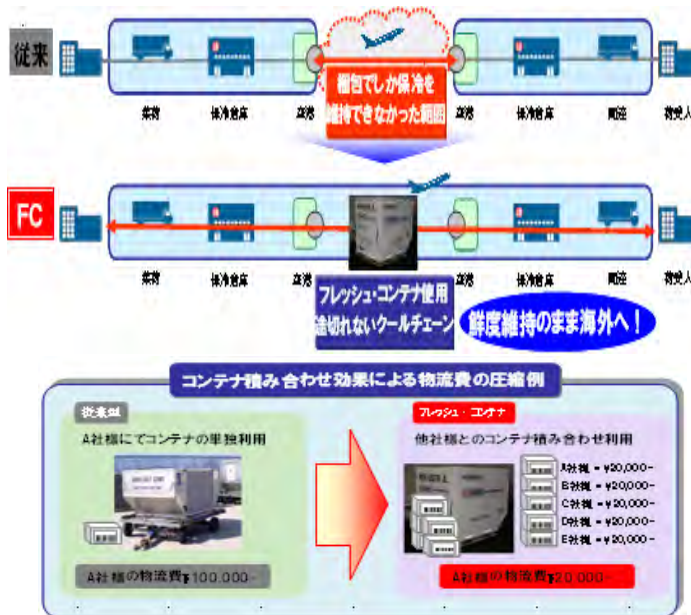 従来
梱包でしか保冷を
維持できなかった範囲
集荷 保冷倉庫 空港 空港 保冷倉庫 配達 荷受人
FC
集荷 保冷倉庫 空港 空港 保冷倉庫 配達 荷受人
フレッシュ・コンテナ使用
途切れないクールチェーン
鮮度維持のまま海外へ!
コンテナ積み合わせ効果による物流費の圧縮例
従来型
A社様にてコンテナの単独利用
A社様の物流費¥100,000-
フレッシュ・コンテナ
他社様とのコンテナ積み合わせ利用
A社様 = ¥20,000-
B社様 = ¥20,000-
C社様 = ¥20,000-
D社様 = ¥20,000-
E社様 = ¥20,000-
A社様の物流費¥20,000-